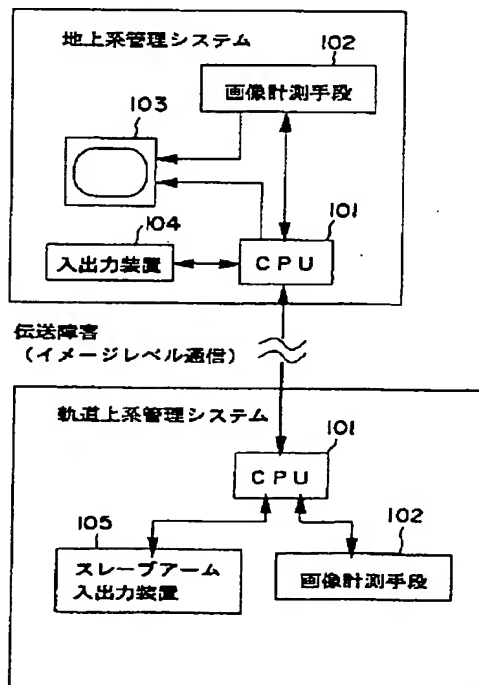 地上系管理システム
102
画像計測手段
103
104
入出力装置
101
CPU
伝送障害
(イメージレベル通信)
軌道上系管理システム
101
CPU
105
スレーブアーム
入出力装置
102
画像計測手段